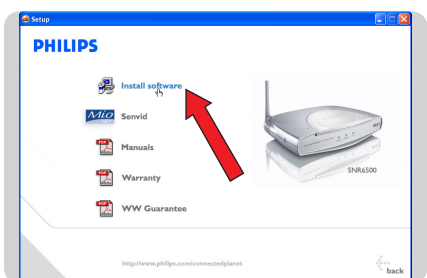 Setup
PHILIPS
Install software
Mio Senvid
Manuals
Warranty
WW Guarantee
SNR6500
http://www.philips.com/connectedplanet
back